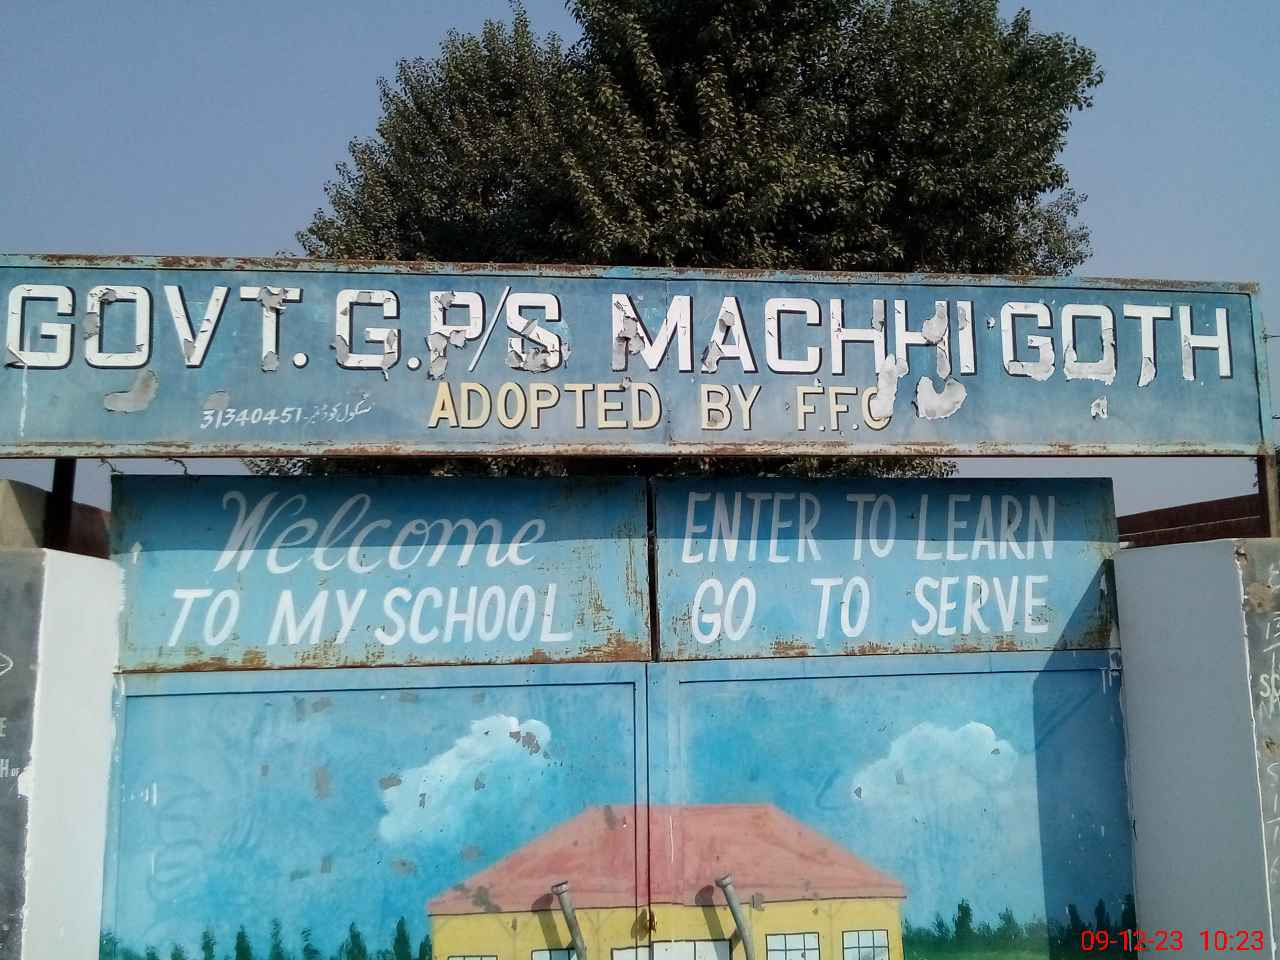 GOVT. G.P/S MACHHI GOTH
ADOPTED BY F.F.C
سکول کوڈ نمبر 31340451
Welcome
TO MY SCHOOL
ENTER TO LEARN
GO TO SERVE
09-12-23 10:23